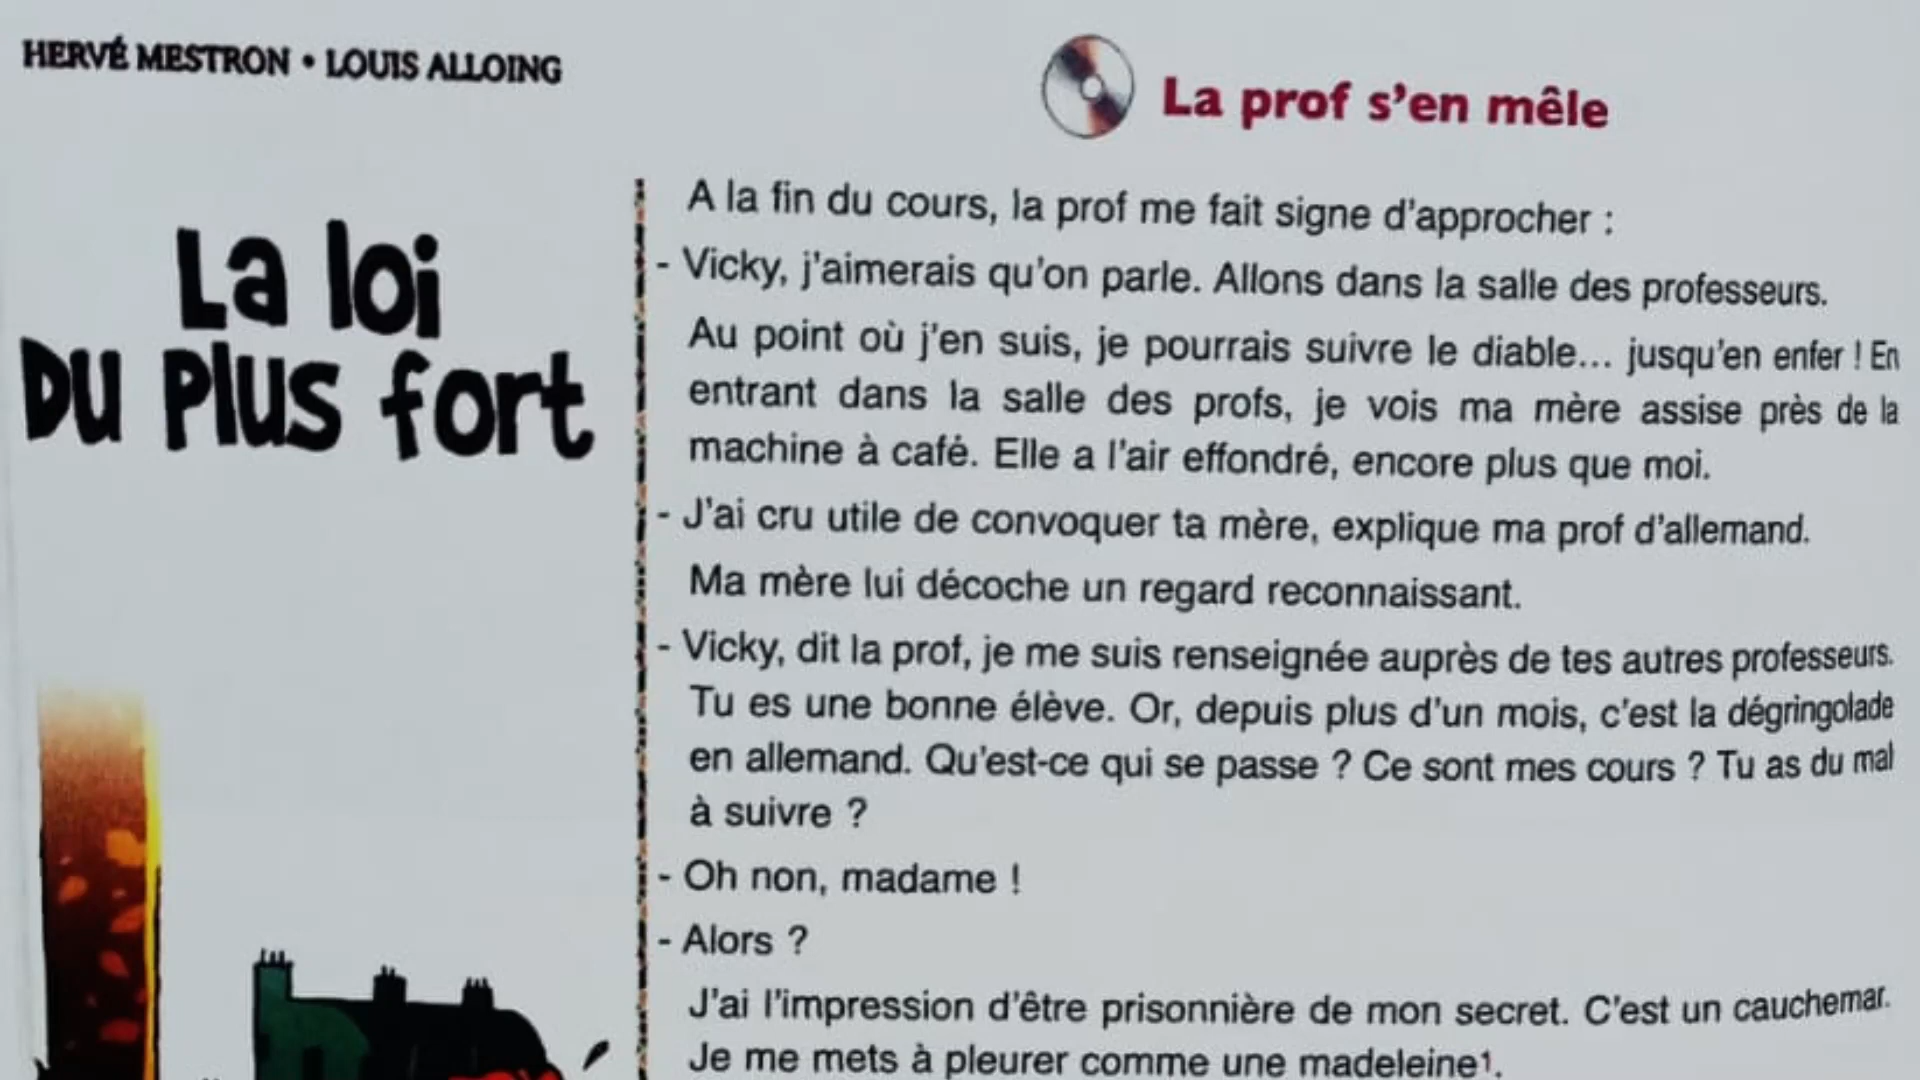 HERVÉ MESTRON • LOUIS ALLOING
La loi
DU PLUS fort
La prof s'en mêle
A la fin du cours, la prof me fait signe d'approcher :
- Vicky, j'aimerais qu'on parle. Allons dans la salle des professeurs.
Au point où j'en suis, je pourrais suivre le diable... jusqu'en enfer ! En
entrant dans la salle des profs, je vois ma mère assise près de la
machine à café. Elle a l'air effondré, encore plus que moi.
- J'ai cru utile de convoquer ta mère, explique ma prof d'allemand.
Ma mère lui décoche un regard reconnaissant.
- Vicky, dit la prof, je me suis renseignée auprès de tes autres professeurs.
Tu es une bonne élève. Or, depuis plus d'un mois, c'est la dégringolade
en allemand. Qu'est-ce qui se passe ? Ce sont mes cours ? Tu as du mal
à suivre ?
- Oh non, madame !
- Alors ?
J'ai l'impression d'être prisonnière de mon secret. C'est un cauchemar.
Je me mets à pleurer comme une madeleine¹.